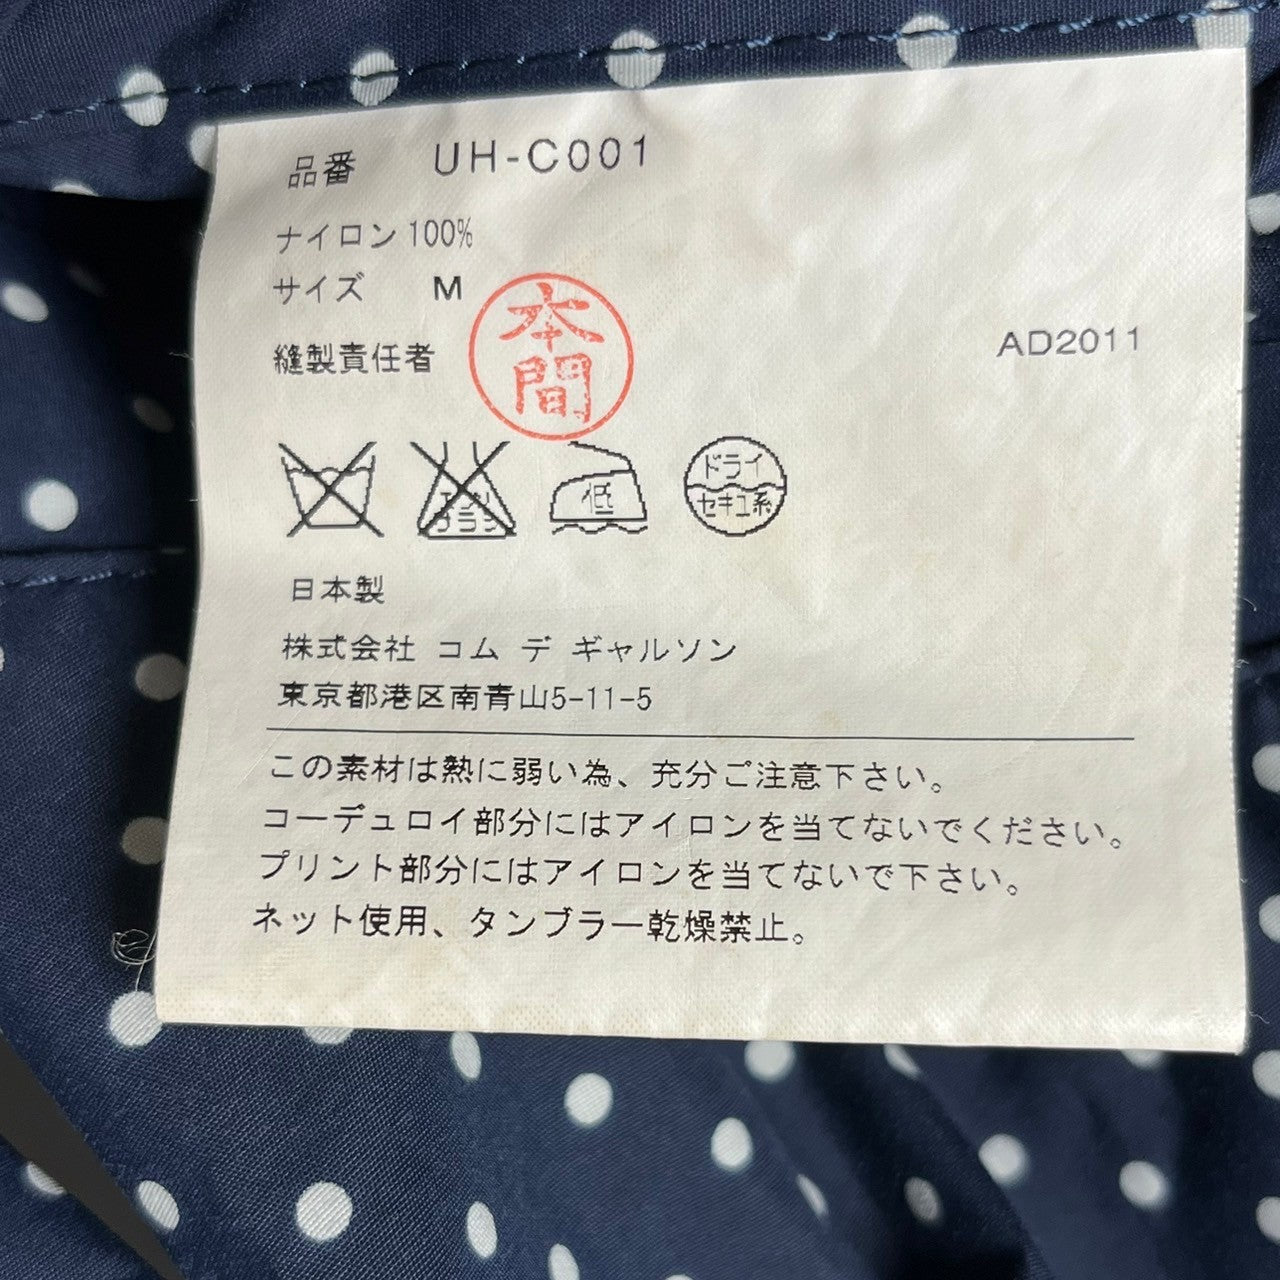 品番 UH-C001
ナイロン100%
サイズ M
縫製責任者 本間
AD2011
エンソ
フラシ
低
ドライ
セキユ系
日本製
株式会社 コム デ ギャルソン
東京都港区南青山5-11-5
この素材は熱に弱い為、充分ご注意下さい。
コーデュロイ部分にはアイロンを当てないでください。
プリント部分にはアイロンを当てないで下さい。
ネット使用、タンブラー乾燥禁止。